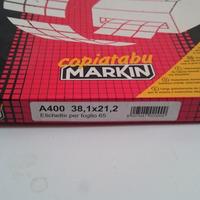 copiatabu
MARKIN
A400 38,1x21,2
Etichette per foglio 65